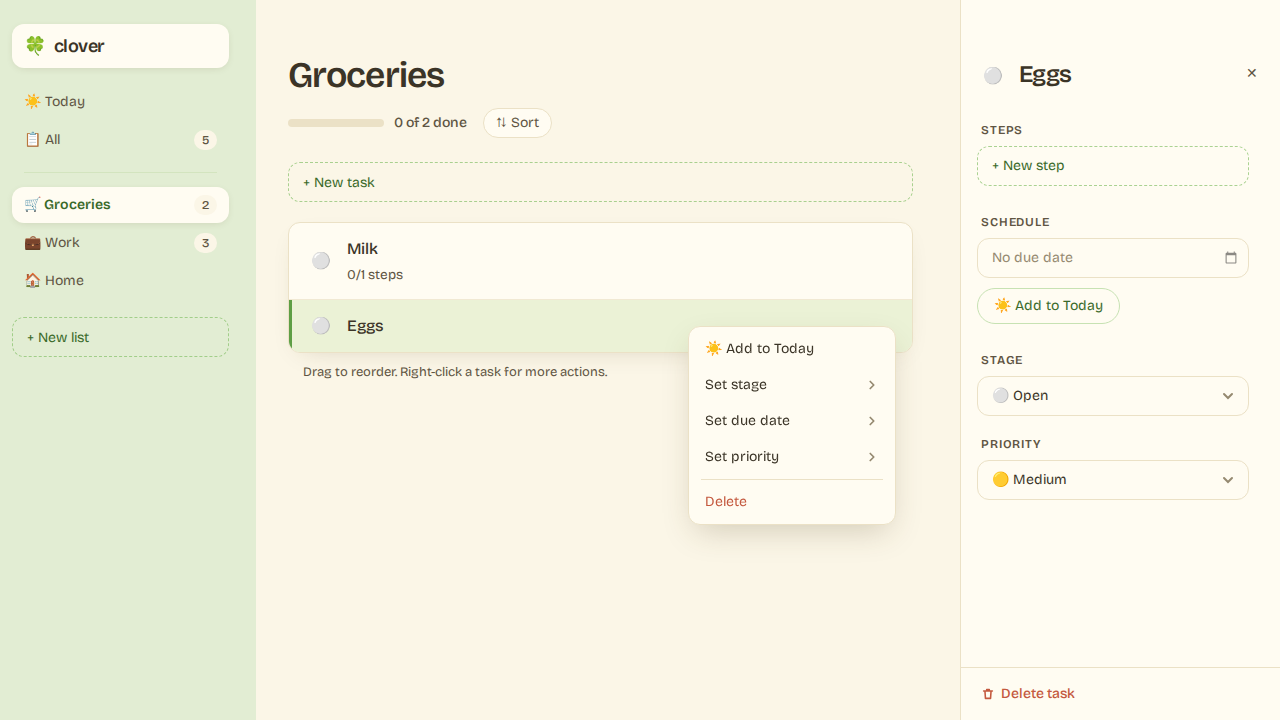 clover
Today
All 5
Groceries 2
Work 3
Home
+ New list
Groceries
0 of 2 done
Sort
+ New task
Milk
0/1 steps
Eggs
Drag to reorder. Right-click a task for more actions.
Add to Today
Set stage
Set due date
Set priority
Delete
Eggs
STEPS
+ New step
SCHEDULE
No due date
Add to Today
STAGE
Open
PRIORITY
Medium
Delete task